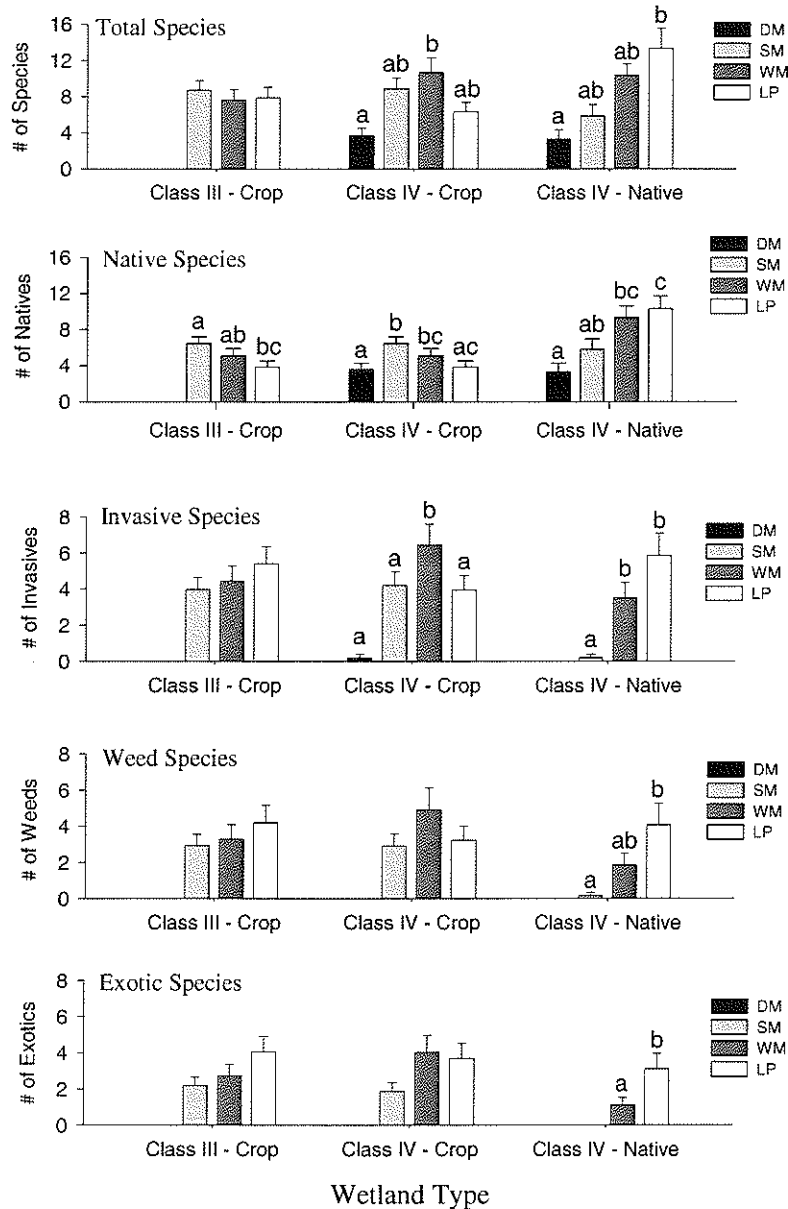 Total Species
# of Species
16
12
8
4
0
a
ab
b
ab
a
ab
ab
b
DM
SM
WM
LP
Class III - Crop
Class IV - Crop
Class IV - Native
Native Species
# of Natives
16
12
8
4
0
a
ab
bc
a
b
bc
ac
a
ab
bc
c
DM
SM
WM
LP
Class III - Crop
Class IV - Crop
Class IV - Native
Invasive Species
# of Invasives
8
6
4
2
0
a
a
b
a
a
b
b
DM
SM
WM
LP
Class III - Crop
Class IV - Crop
Class IV - Native
Weed Species
# of Weeds
8
6
4
2
0
a
ab
b
DM
SM
WM
LP
Class III - Crop
Class IV - Crop
Class IV - Native
Exotic Species
# of Exotics
8
6
4
2
0
a
b
DM
SM
WM
LP
Class III - Crop
Class IV - Crop
Class IV - Native
Wetland Type